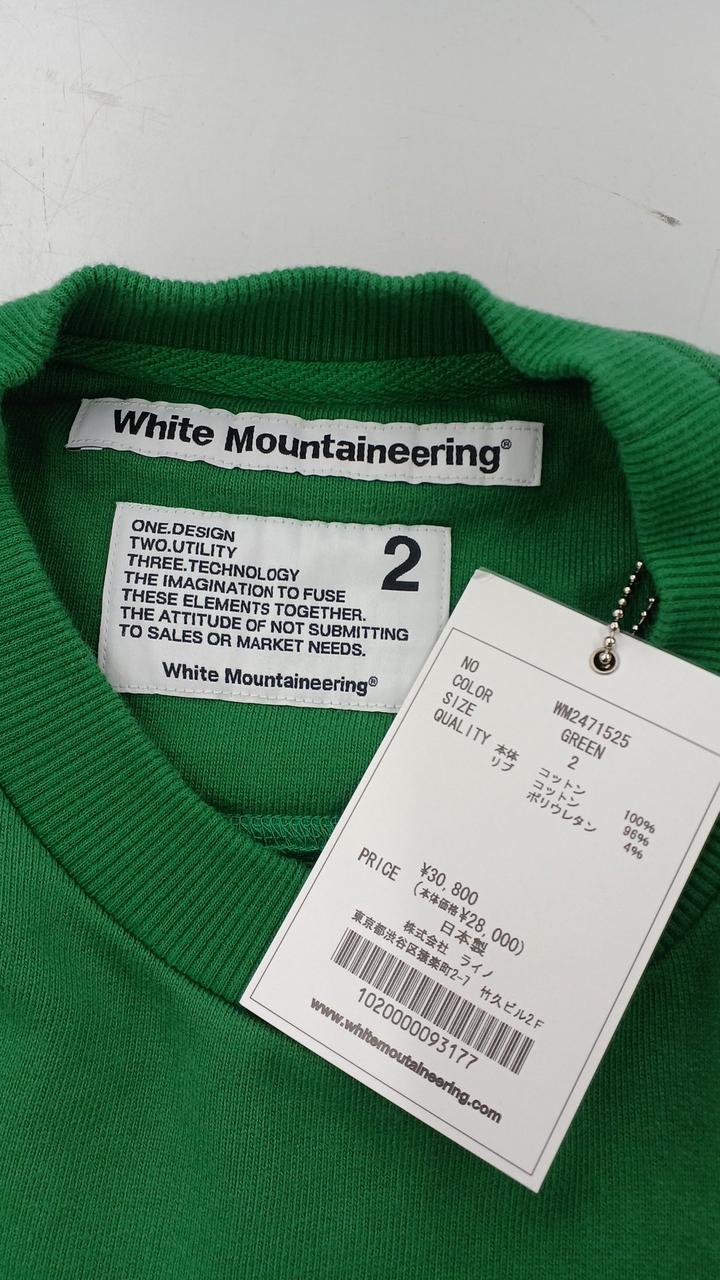 White Mountaineering®
ONE.DESIGN
TWO.UTILITY
THREE.TECHNOLOGY
THE IMAGINATION TO FUSE
THESE ELEMENTS TOGETHER.
THE ATTITUDE OF NOT SUBMITTING
TO SALES OR MARKET NEEDS.
2
White Mountaineering®
NO WM2471525
COLOR GREEN
SIZE 2
QUALITY 本体 コットン 100%
リブ コットン 96%
ポリウレタン 4%
PRICE ¥30,800
(本体価格¥28,000)
日本製
株式会社 ライノ
東京都渋谷区猿楽町2-7 竹久ビル2F
1020000093177
www.whitemoutaineering.com